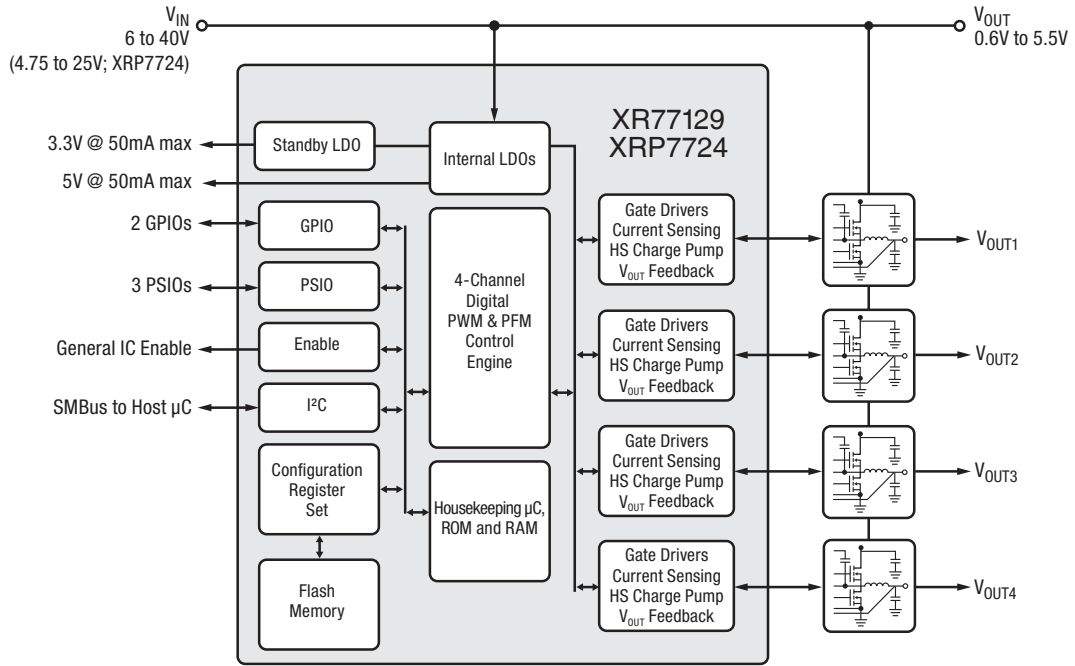 V_IN
6 to 40V
(4.75 to 25V; XRP7724)
V_OUT
0.6V to 5.5V
XR77129
XRP7724
3.3V @ 50mA max
Standby LDO
Internal LDOs
5V @ 50mA max
2 GPIOs
GPIO
3 PSIOs
PSIO
General IC Enable
Enable
SMBus to Host µC
I²C
Configuration
Register
Set
Flash
Memory
4-Channel
Digital
PWM & PFM
Control
Engine
Housekeeping µC,
ROM and RAM
Gate Drivers
Current Sensing
HS Charge Pump
V_OUT Feedback
V_OUT1
Gate Drivers
Current Sensing
HS Charge Pump
V_OUT Feedback
V_OUT2
Gate Drivers
Current Sensing
HS Charge Pump
V_OUT Feedback
V_OUT3
Gate Drivers
Current Sensing
HS Charge Pump
V_OUT Feedback
V_OUT4